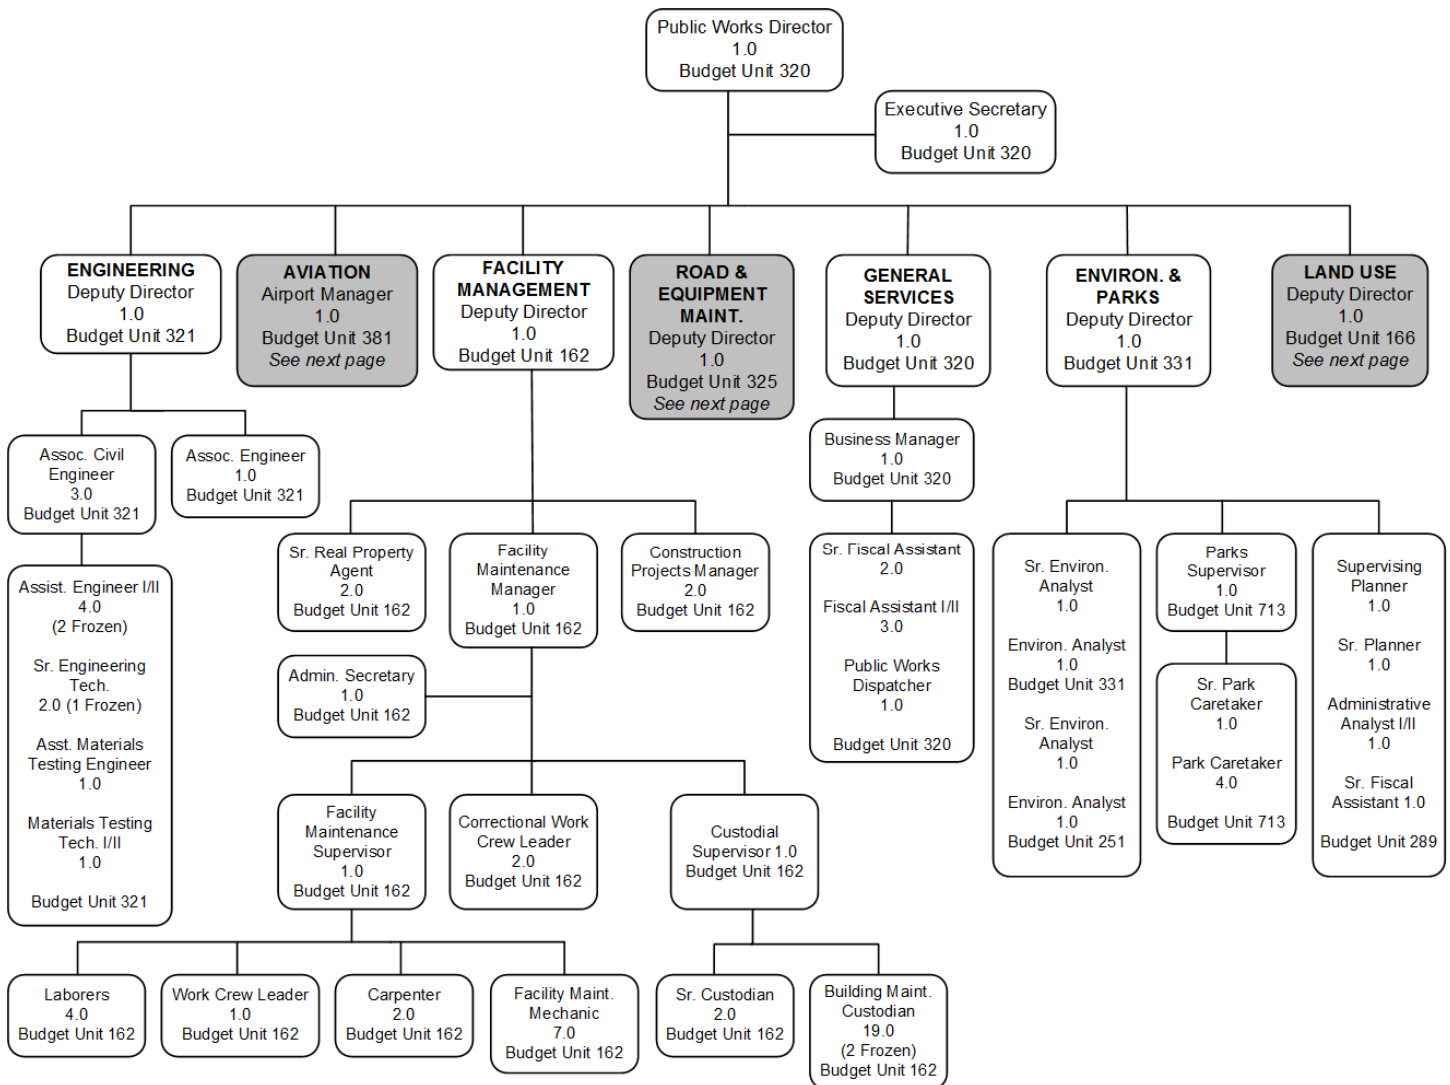 Public Works Director
1.0
Budget Unit 320
Executive Secretary
1.0
Budget Unit 320
ENGINEERING
Deputy Director
1.0
Budget Unit 321
AVIATION
Airport Manager
1.0
Budget Unit 381
See next page
FACILITY
MANAGEMENT
Deputy Director
1.0
Budget Unit 162
ROAD &
EQUIPMENT
MAINT.
Deputy Director
1.0
Budget Unit 325
See next page
GENERAL
SERVICES
Deputy Director
1.0
Budget Unit 320
ENVIRON. &
PARKS
Deputy Director
1.0
Budget Unit 331
LAND USE
Deputy Director
1.0
Budget Unit 166
See next page
Assoc. Civil
Engineer
3.0
Budget Unit 321
Assoc. Engineer
1.0
Budget Unit 321
Assist. Engineer I/II
4.0
(2 Frozen)
Sr. Engineering
Tech.
2.0 (1 Frozen)
Asst. Materials
Testing Engineer
1.0
Materials Testing
Tech. I/II
1.0
Budget Unit 321
Sr. Real Property
Agent
2.0
Budget Unit 162
Facility
Maintenance
Manager
1.0
Budget Unit 162
Construction
Projects Manager
2.0
Budget Unit 162
Admin. Secretary
1.0
Budget Unit 162
Facility
Maintenance
Supervisor
1.0
Budget Unit 162
Correctional Work
Crew Leader
2.0
Budget Unit 162
Custodial
Supervisor 1.0
Budget Unit 162
Laborers
4.0
Budget Unit 162
Work Crew Leader
1.0
Budget Unit 162
Carpenter
2.0
Budget Unit 162
Facility Maint.
Mechanic
7.0
Budget Unit 162
Sr. Custodian
2.0
Budget Unit 162
Building Maint.
Custodian
19.0
(2 Frozen)
Budget Unit 162
Business Manager
1.0
Budget Unit 320
Sr. Fiscal Assistant
2.0
Fiscal Assistant I/II
3.0
Public Works
Dispatcher
1.0
Budget Unit 320
Sr. Environ.
Analyst
1.0
Environ. Analyst
1.0
Budget Unit 331
Sr. Environ.
Analyst
1.0
Environ. Analyst
1.0
Budget Unit 251
Parks
Supervisor
1.0
Budget Unit 713
Sr. Park
Caretaker
1.0
Park Caretaker
4.0
Budget Unit 713
Supervising
Planner
1.0
Sr. Planner
1.0
Administrative
Analyst I/II
1.0
Sr. Fiscal
Assistant 1.0
Budget Unit 289